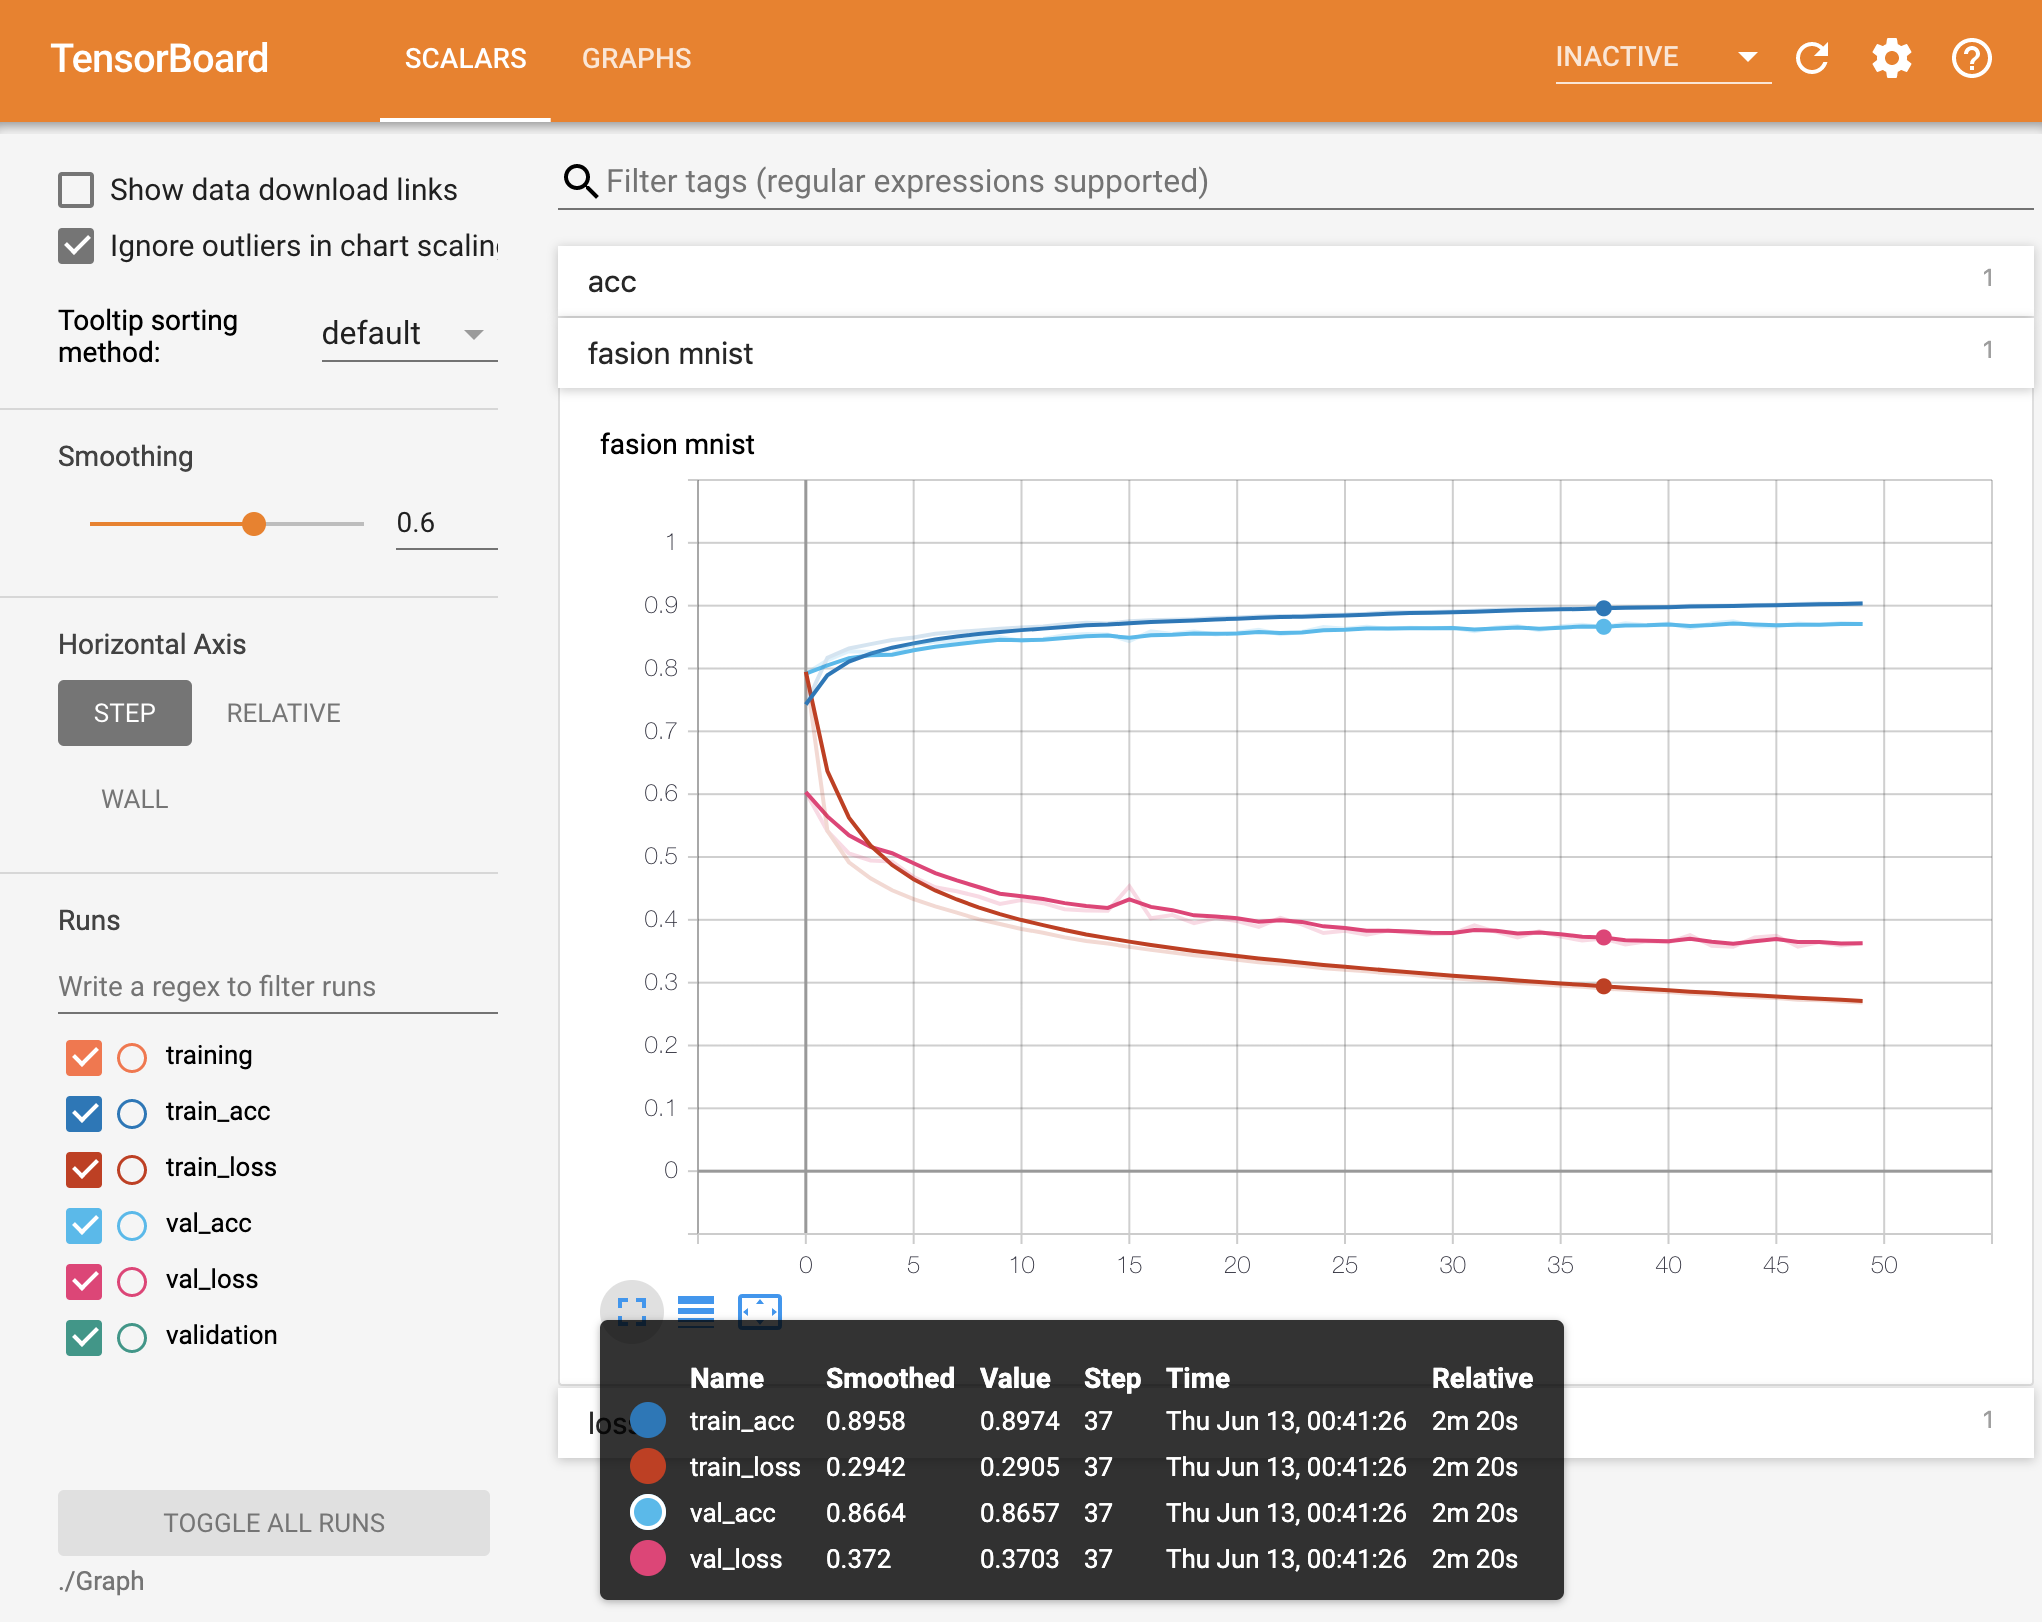 TensorBoard
SCALARS
GRAPHS
INACTIVE
Show data download links
Ignore outliers in chart scaling
Tooltip sorting
method:
default
Smoothing
0.6
Horizontal Axis
STEP
RELATIVE
WALL
Runs
Write a regex to filter runs
training
train_acc
train_loss
val_acc
val_loss
validation
TOGGLE ALL RUNS
./Graph
Filter tags (regular expressions supported)
acc 1
fasion mnist 1
fasion mnist
1
0.9
0.8
0.7
0.6
0.5
0.4
0.3
0.2
0.1
0
0 5 10 15 20 25 30 35 40 45 50
loss 1
Name Smoothed Value Step Time Relative
train_acc 0.8958 0.8974 37 Thu Jun 13, 00:41:26 2m 20s
train_loss 0.2942 0.2905 37 Thu Jun 13, 00:41:26 2m 20s
val_acc 0.8664 0.8657 37 Thu Jun 13, 00:41:26 2m 20s
val_loss 0.372 0.3703 37 Thu Jun 13, 00:41:26 2m 20s